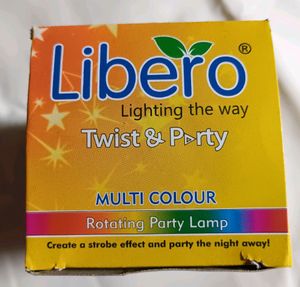 Libero®
Lighting the way
Twist & Party
MULTI COLOUR
Rotating Party Lamp
Create a strobe effect and party the night away!